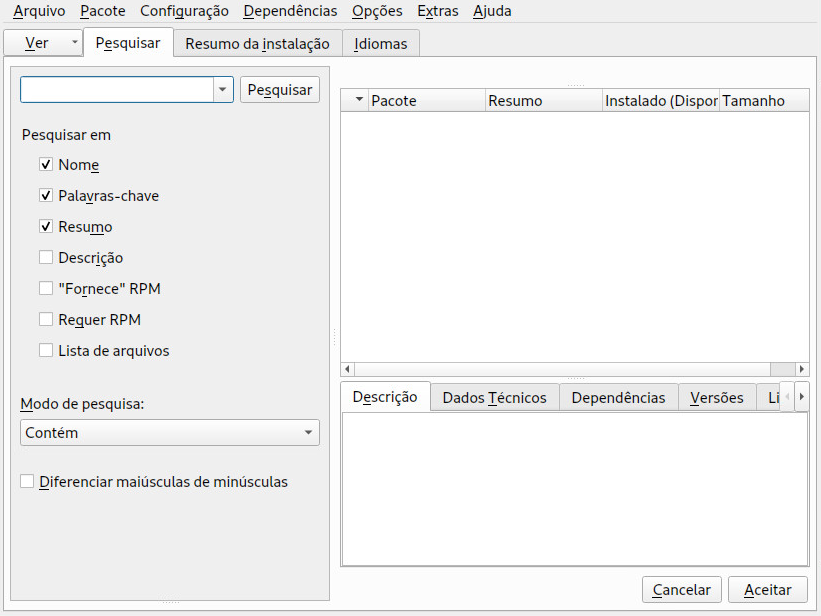 Arquivo Pacote Configuração Dependências Opções Extras Ajuda
Ver Pesquisar Resumo da instalação Idiomas
Pesquisar
Pesquisar em
Nome
Palavras-chave
Resumo
Descrição
"Fornece" RPM
Requer RPM
Lista de arquivos
Modo de pesquisa:
Contém
Diferenciar maiúsculas de minúsculas
Pacote Resumo Instalado (Dispor Tamanho
Descrição Dados Técnicos Dependências Versões Li
Cancelar Aceitar